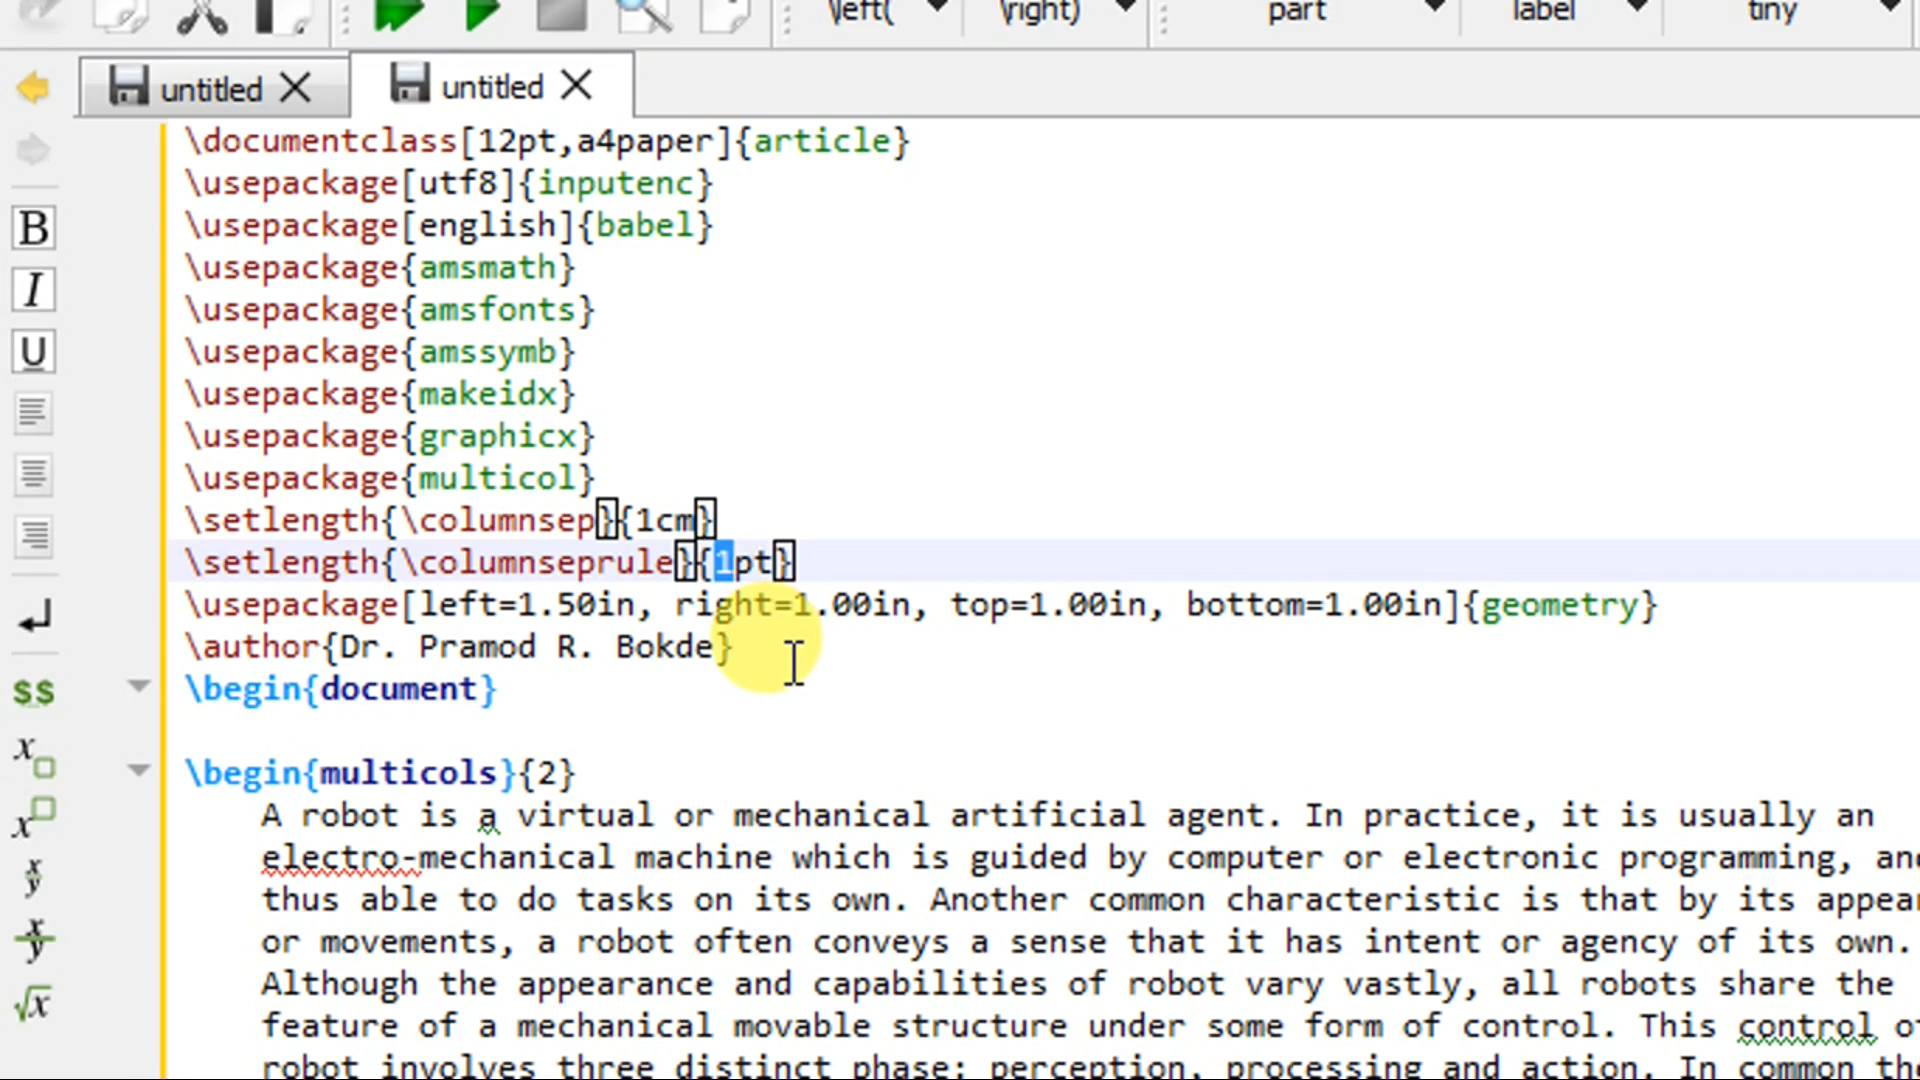 \left( \right) part label tiny
untitled untitled
\documentclass[12pt,a4paper]{article}
\usepackage[utf8]{inputenc}
\usepackage[english]{babel}
\usepackage{amsmath}
\usepackage{amsfonts}
\usepackage{amssymb}
\usepackage{makeidx}
\usepackage{graphicx}
\usepackage{multicol}
\setlength{\columnsep}{1cm}
\setlength{\columnseprule}{1pt}
\usepackage[left=1.50in, right=1.00in, top=1.00in, bottom=1.00in]{geometry}
\author{Dr. Pramod R. Bokde}
\begin{document}
\begin{multicols}{2}
A robot is a virtual or mechanical artificial agent. In practice, it is usually an
electro-mechanical machine which is guided by computer or electronic programming, and
thus able to do tasks on its own. Another common characteristic is that by its appea
or movements, a robot often conveys a sense that it has intent or agency of its own.
Although the appearance and capabilities of robot vary vastly, all robots share the
feature of a mechanical movable structure under some form of control. This control o
robot involves three distinct phase: perception, processing and action. In common the
B
I
U
$$
x
x
x
y
x
y
√x